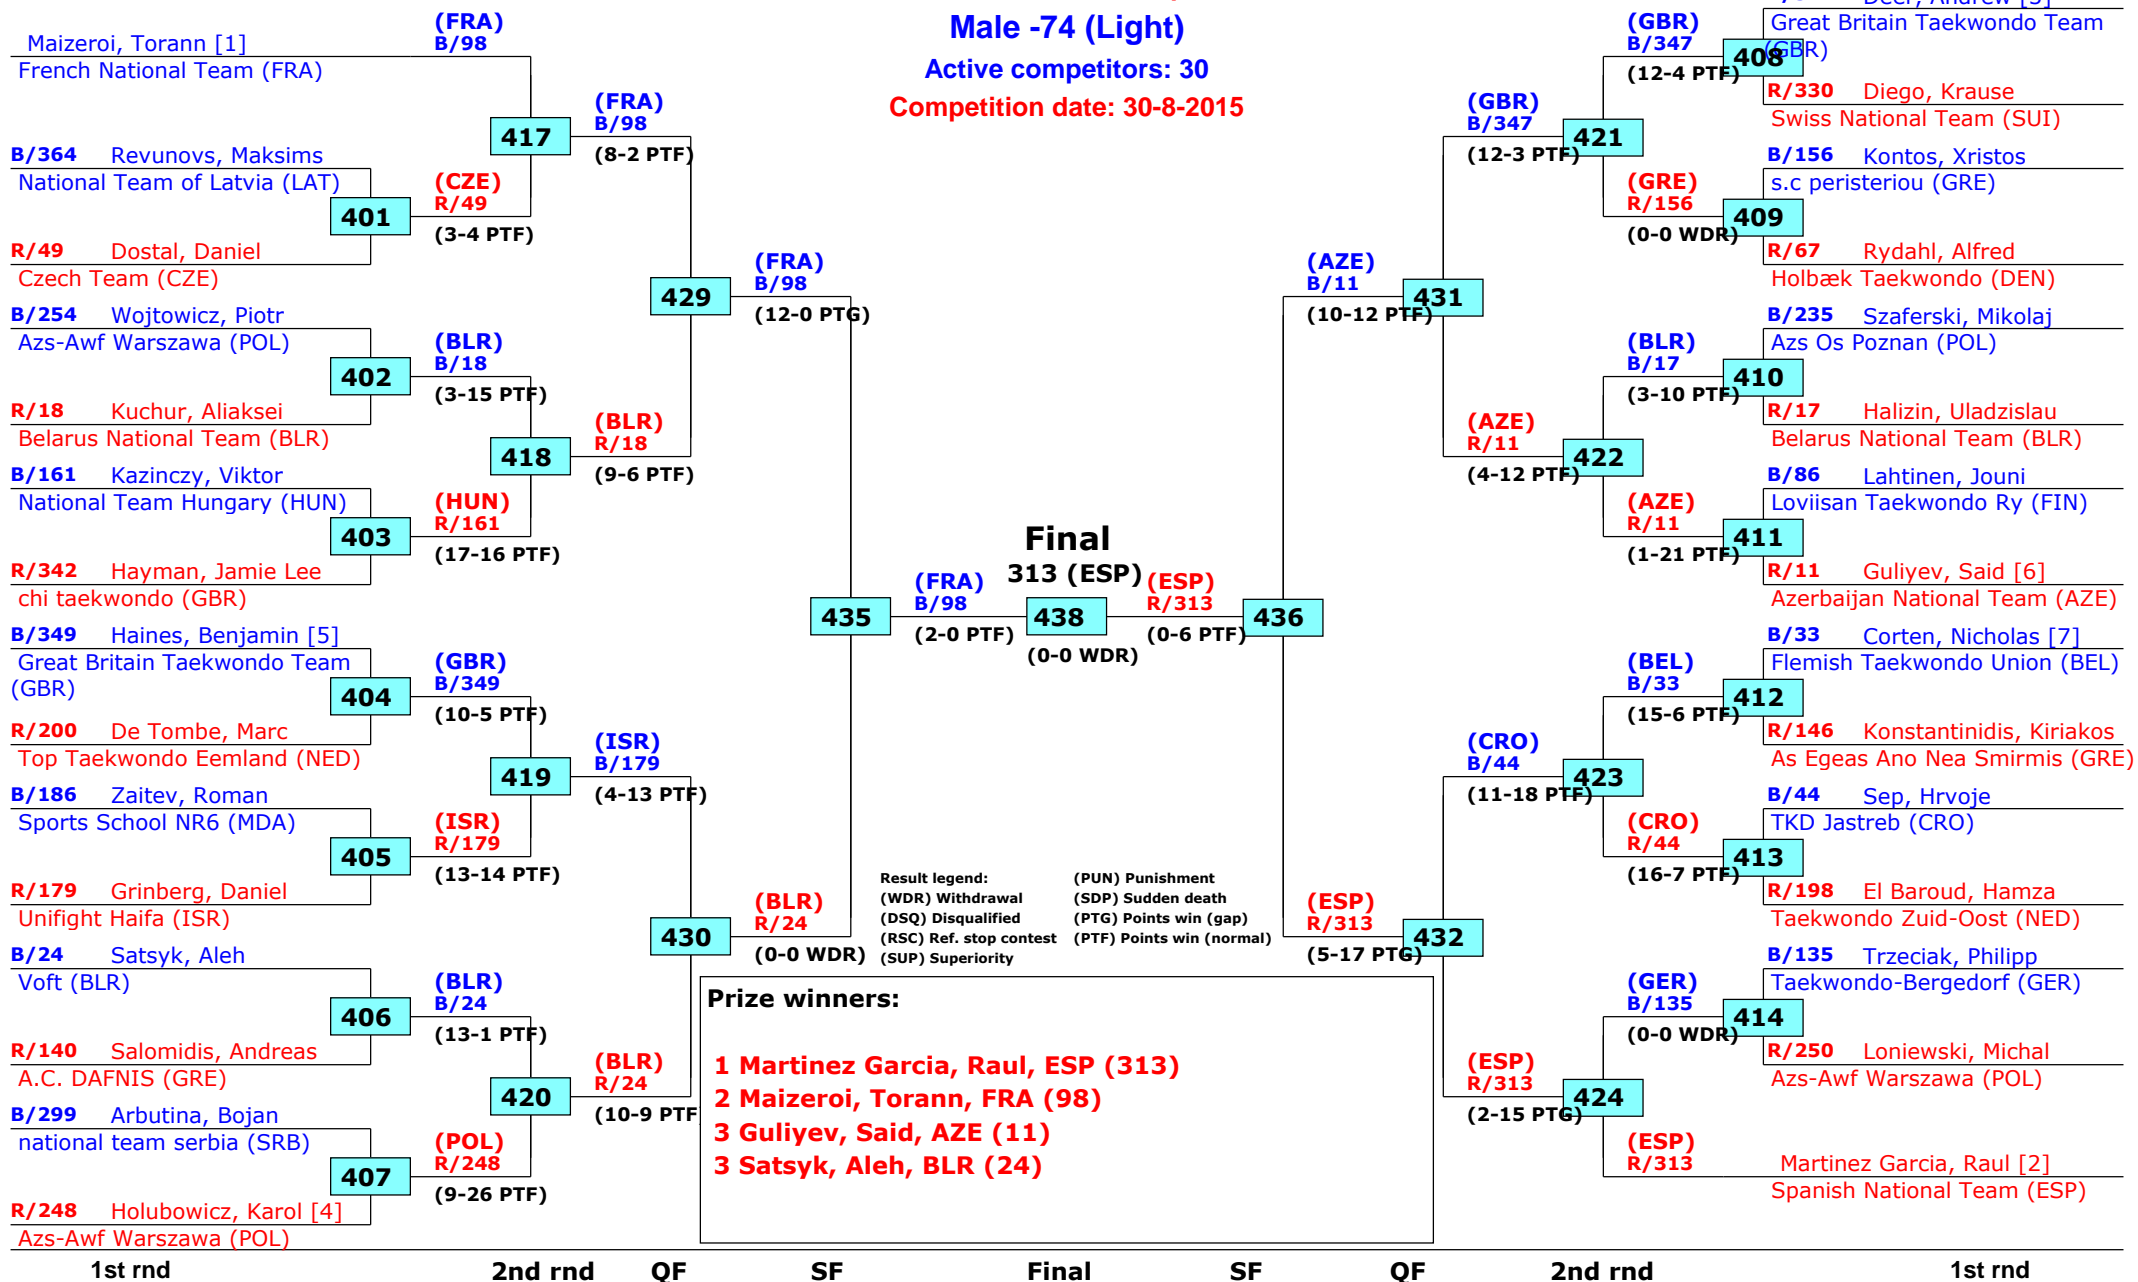 Male -74 (Light)
Active competitors: 30
Competition date: 30-8-2015
Maizeroi, Torann [1]
French National Team (FRA)
B/364 Revunovs, Maksims
National Team of Latvia (LAT)
401
R/49 Dostal, Daniel
Czech Team (CZE)
B/254 Wojtowicz, Piotr
Azs-Awf Warszawa (POL)
402
R/18 Kuchur, Aliaksei
Belarus National Team (BLR)
B/161 Kazinczy, Viktor
National Team Hungary (HUN)
403
R/342 Hayman, Jamie Lee
chi taekwondo (GBR)
B/349 Haines, Benjamin [5]
Great Britain Taekwondo Team
(GBR)
404
R/200 De Tombe, Marc
Top Taekwondo Eemland (NED)
B/186 Zaitev, Roman
Sports School NR6 (MDA)
405
R/179 Grinberg, Daniel
Unifight Haifa (ISR)
B/24 Satsyk, Aleh
Voft (BLR)
406
R/140 Salomidis, Andreas
A.C. DAFNIS (GRE)
B/299 Arbutina, Bojan
national team serbia (SRB)
407
R/248 Holubowicz, Karol [4]
Azs-Awf Warszawa (POL)
(FRA)
B/98
417
(CZE)
R/49
(3-4 PTF)
(BLR)
B/18
(3-15 PTF)
418
(HUN)
R/161
(17-16 PTF)
(GBR)
B/349
(10-5 PTF)
419
(ISR)
R/179
(13-14 PTF)
(BLR)
B/24
(13-1 PTF)
420
(POL)
R/248
(9-26 PTF)
(FRA)
B/98
(8-2 PTF)
429
(BLR)
R/18
(9-6 PTF)
(ISR)
B/179
(4-13 PTF)
430
(BLR)
R/24
(10-9 PTF
(FRA)
B/98
(12-0 PTG)
435
(BLR)
R/24
(0-0 WDR)
(FRA)
B/98
(2-0 PTF)
Final
313 (ESP)
438
(0-0 WDR)
(ESP)
R/313
(0-6 PTF)
436
(AZE)
B/11
(10-12 PTF)
431
(ESP)
R/313
(5-17 PTG)
432
(GBR)
B/347
(12-3 PTF)
421
(AZE)
R/11
(4-12 PTF)
422
(CRO)
B/44
(11-18 PTF)
423
(ESP)
R/313
(2-15 PTG)
424
(GBR)
B/347
(12-4 PTF)
(GRE)
R/156
(0-0 WDR)
(BLR)
B/17
(3-10 PTF)
(AZE)
R/11
(1-21 PTF)
(BEL)
B/33
(15-6 PTF)
(CRO)
R/44
(16-7 PTF)
(GER)
B/135
(0-0 WDR)
(ESP)
R/313
Great Britain Taekwondo Team
(GBR)
408
R/330 Diego, Krause
Swiss National Team (SUI)
B/156 Kontos, Xristos
s.c peristeriou (GRE)
409
R/67 Rydahl, Alfred
Holbæk Taekwondo (DEN)
B/235 Szaferski, Mikolaj
Azs Os Poznan (POL)
410
R/17 Halizin, Uladzislau
Belarus National Team (BLR)
B/86 Lahtinen, Jouni
Loviisan Taekwondo Ry (FIN)
411
R/11 Guliyev, Said [6]
Azerbaijan National Team (AZE)
B/33 Corten, Nicholas [7]
Flemish Taekwondo Union (BEL)
412
R/146 Konstantinidis, Kiriakos
As Egeas Ano Nea Smirmis (GRE)
B/44 Sep, Hrvoje
TKD Jastreb (CRO)
413
R/198 El Baroud, Hamza
Taekwondo Zuid-Oost (NED)
B/135 Trzeciak, Philipp
Taekwondo-Bergedorf (GER)
414
R/250 Loniewski, Michal
Azs-Awf Warszawa (POL)
Martinez Garcia, Raul [2]
Spanish National Team (ESP)
Result legend: (PUN) Punishment
(WDR) Withdrawal (SDP) Sudden death
(DSQ) Disqualified (PTG) Points win (gap)
(RSC) Ref. stop contest (PTF) Points win (normal)
(SUP) Superiority
Prize winners:
1 Martinez Garcia, Raul, ESP (313)
2 Maizeroi, Torann, FRA (98)
3 Guliyev, Said, AZE (11)
3 Satsyk, Aleh, BLR (24)
1st rnd 2nd rnd QF SF Final SF QF 2nd rnd 1st rnd